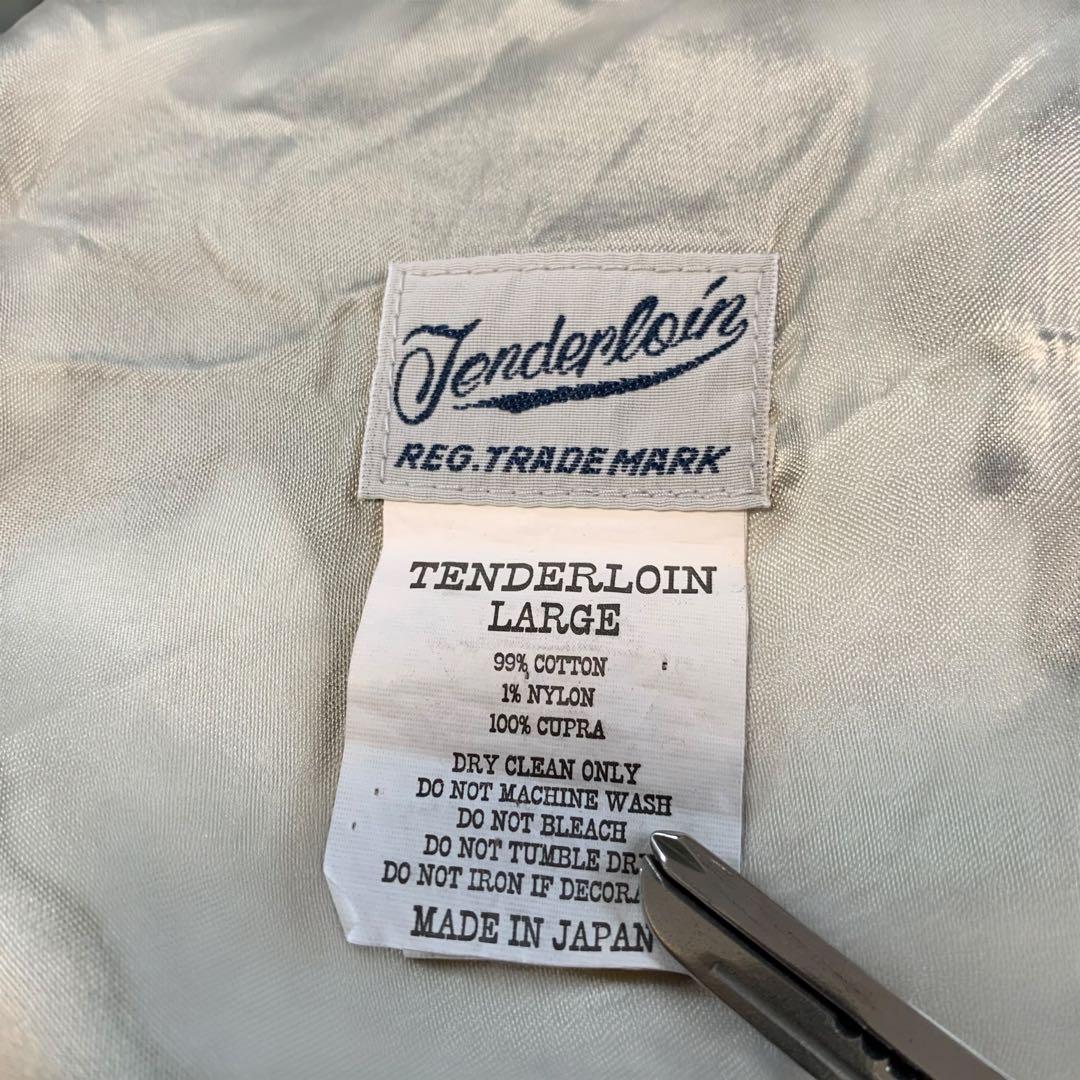 Tenderloin
REG. TRADE MARK
TENDERLOIN
LARGE
99% COTTON
1% NYLON
100% CUPRA
DRY CLEAN ONLY
DO NOT MACHINE WASH
DO NOT BLEACH
DO NOT TUMBLE
DO NOT IRON IF
MADE IN JAPAN